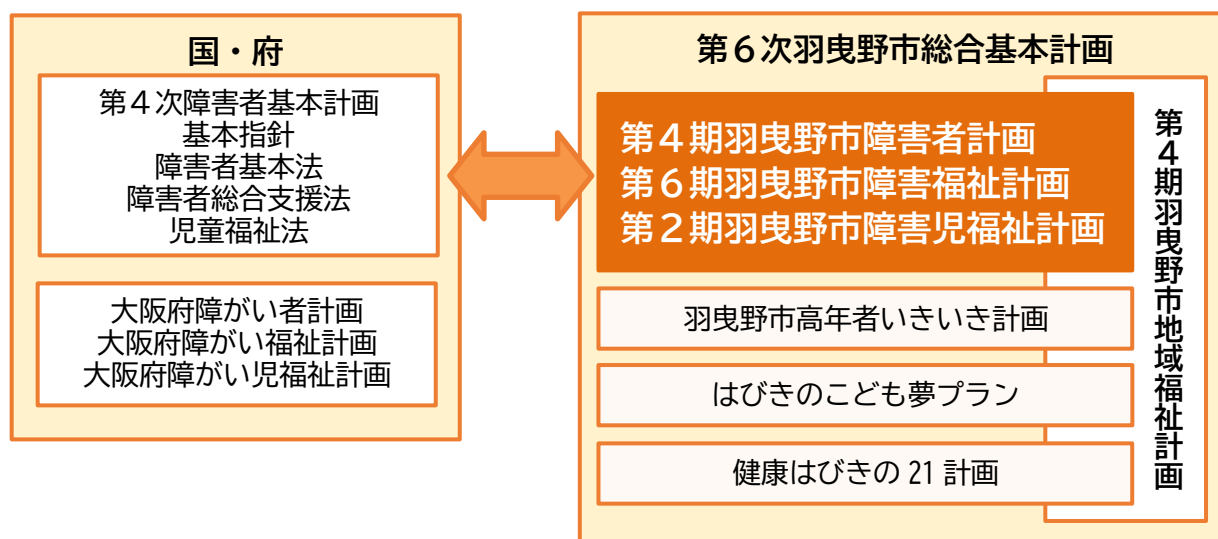 国・府
第４次障害者基本計画
基本指針
障害者基本法
障害者総合支援法
児童福祉法
大阪府障がい者計画
大阪府障がい福祉計画
大阪府障がい児福祉計画
第６次羽曳野市総合基本計画
第４期羽曳野市障害者計画
第６期羽曳野市障害福祉計画
第２期羽曳野市障害児福祉計画
羽曳野市高年者いきいき計画
はびきのこども夢プラン
健康はびきの 21 計画
第４期羽曳野市地域福祉計画